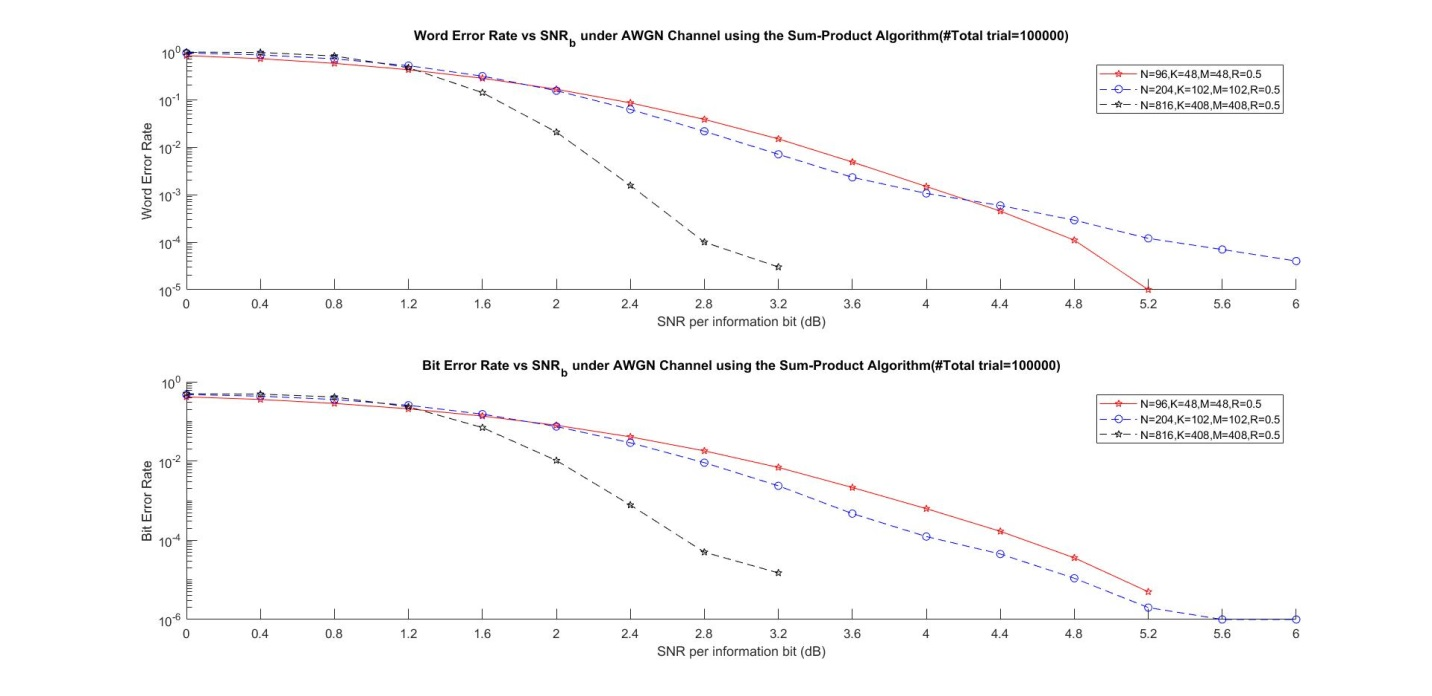 Word Error Rate vs SNR_b under AWGN Channel using the Sum-Product Algorithm(#Total trial=100000)
10^0
10^-1
10^-2
10^-3
10^-4
10^-5
Word Error Rate
N=96,K=48,M=48,R=0.5
N=204,K=102,M=102,R=0.5
N=816,K=408,M=408,R=0.5
0 0.4 0.8 1.2 1.6 2 2.4 2.8 3.2 3.6 4 4.4 4.8 5.2 5.6 6
SNR per information bit (dB)
Bit Error Rate vs SNR_b under AWGN Channel using the Sum-Product Algorithm(#Total trial=100000)
10^0
10^-2
10^-4
10^-6
Bit Error Rate
N=96,K=48,M=48,R=0.5
N=204,K=102,M=102,R=0.5
N=816,K=408,M=408,R=0.5
0 0.4 0.8 1.2 1.6 2 2.4 2.8 3.2 3.6 4 4.4 4.8 5.2 5.6 6
SNR per information bit (dB)